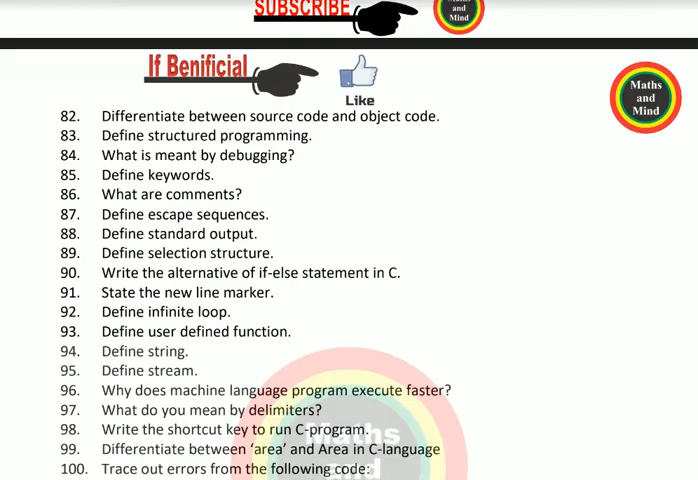 SUBSCRIBE
and
Mind
If Benificial
Like
Maths
and
Mind
82. Differentiate between source code and object code.
83. Define structured programming.
84. What is meant by debugging?
85. Define keywords.
86. What are comments?
87. Define escape sequences.
88. Define standard output.
89. Define selection structure.
90. Write the alternative of if-else statement in C.
91. State the new line marker.
92. Define infinite loop.
93. Define user defined function.
94. Define string.
95. Define stream.
96. Why does machine language program execute faster?
97. What do you mean by delimiters?
98. Write the shortcut key to run C-program.
99. Differentiate between ‘area’ and Area in C-language
100. Trace out errors from the following code:
Maths
and